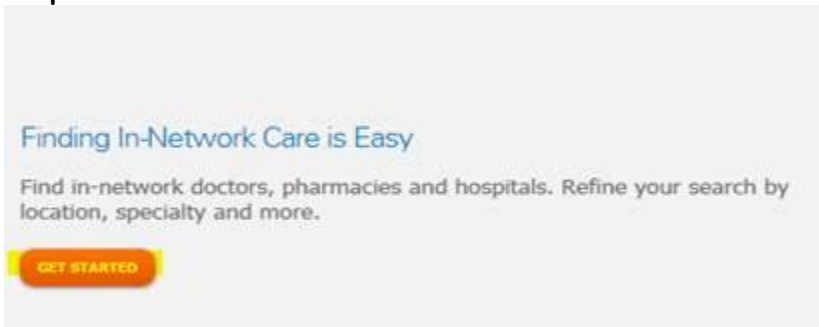 Finding In-Network Care is Easy
Find in-network doctors, pharmacies and hospitals. Refine your search by
location, specialty and more.
GET STARTED